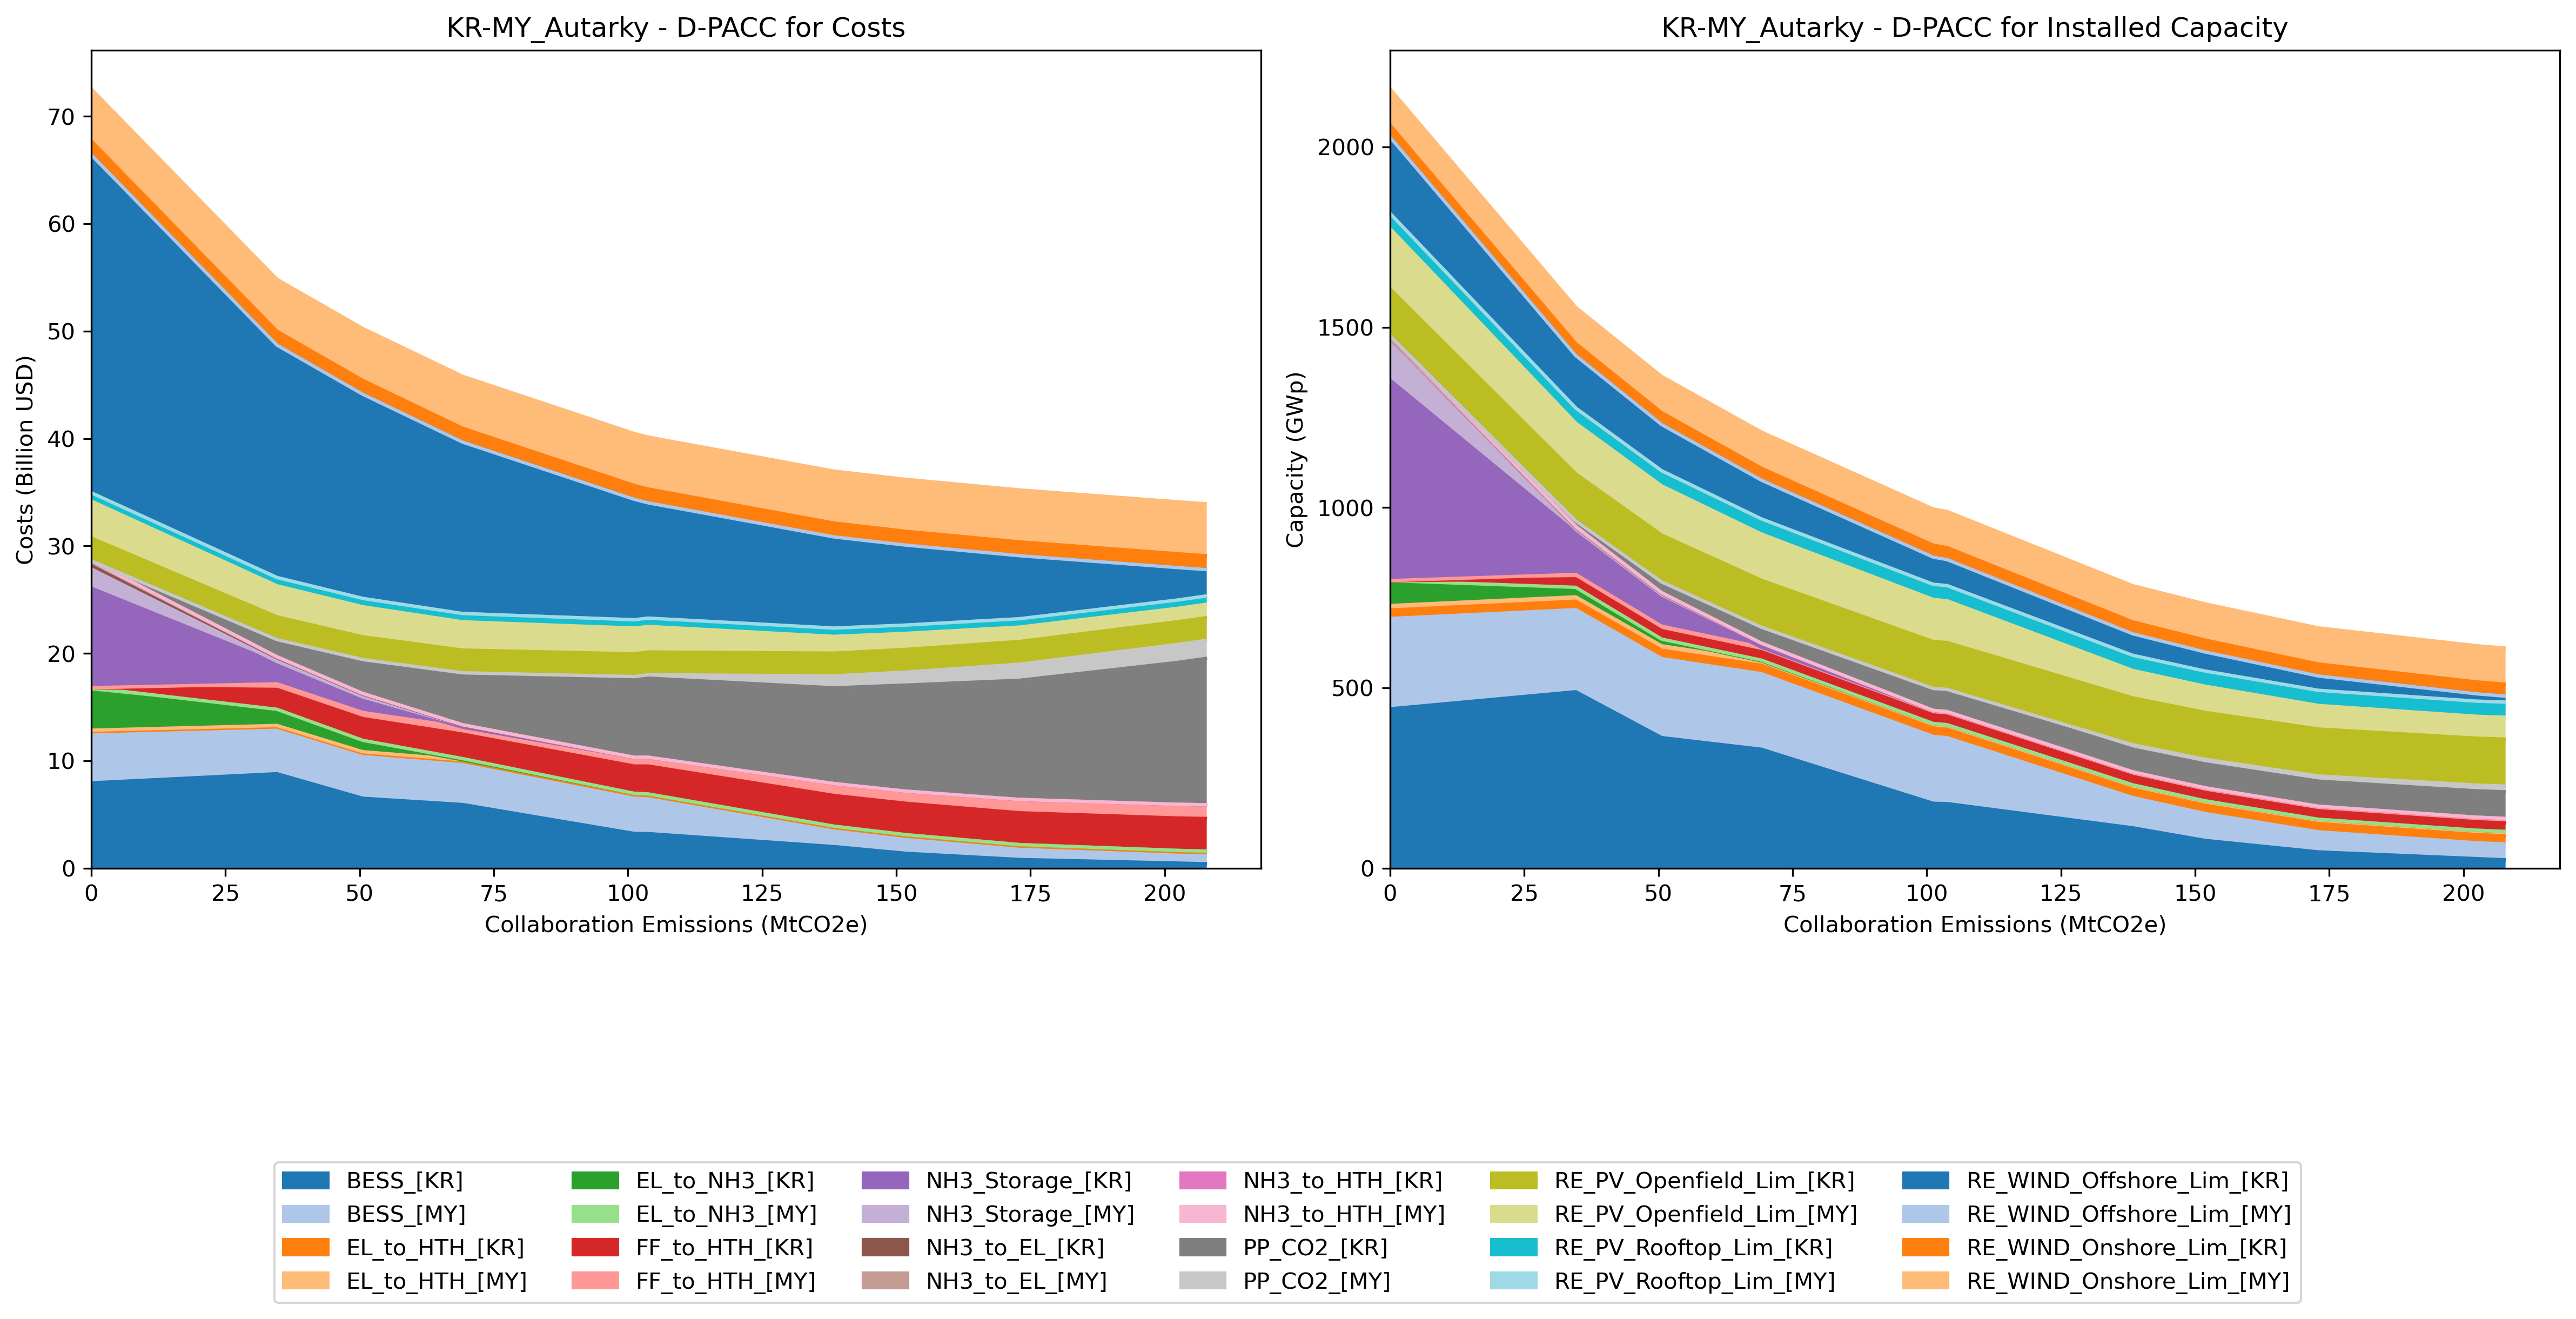 KR-MY_Autarky - D-PACC for Costs
Costs (Billion USD)
70
60
50
40
30
20
10
0
0 25 50 75 100 125 150 175 200
Collaboration Emissions (MtCO2e)
KR-MY_Autarky - D-PACC for Installed Capacity
Capacity (GWp)
2000
1500
1000
500
0
0 25 50 75 100 125 150 175 200
Collaboration Emissions (MtCO2e)
BESS_[KR]
BESS_[MY]
EL_to_HTH_[KR]
EL_to_HTH_[MY]
EL_to_NH3_[KR]
EL_to_NH3_[MY]
FF_to_HTH_[KR]
FF_to_HTH_[MY]
NH3_Storage_[KR]
NH3_Storage_[MY]
NH3_to_EL_[KR]
NH3_to_EL_[MY]
NH3_to_HTH_[KR]
NH3_to_HTH_[MY]
PP_CO2_[KR]
PP_CO2_[MY]
RE_PV_Openfield_Lim_[KR]
RE_PV_Openfield_Lim_[MY]
RE_PV_Rooftop_Lim_[KR]
RE_PV_Rooftop_Lim_[MY]
RE_WIND_Offshore_Lim_[KR]
RE_WIND_Offshore_Lim_[MY]
RE_WIND_Onshore_Lim_[KR]
RE_WIND_Onshore_Lim_[MY]